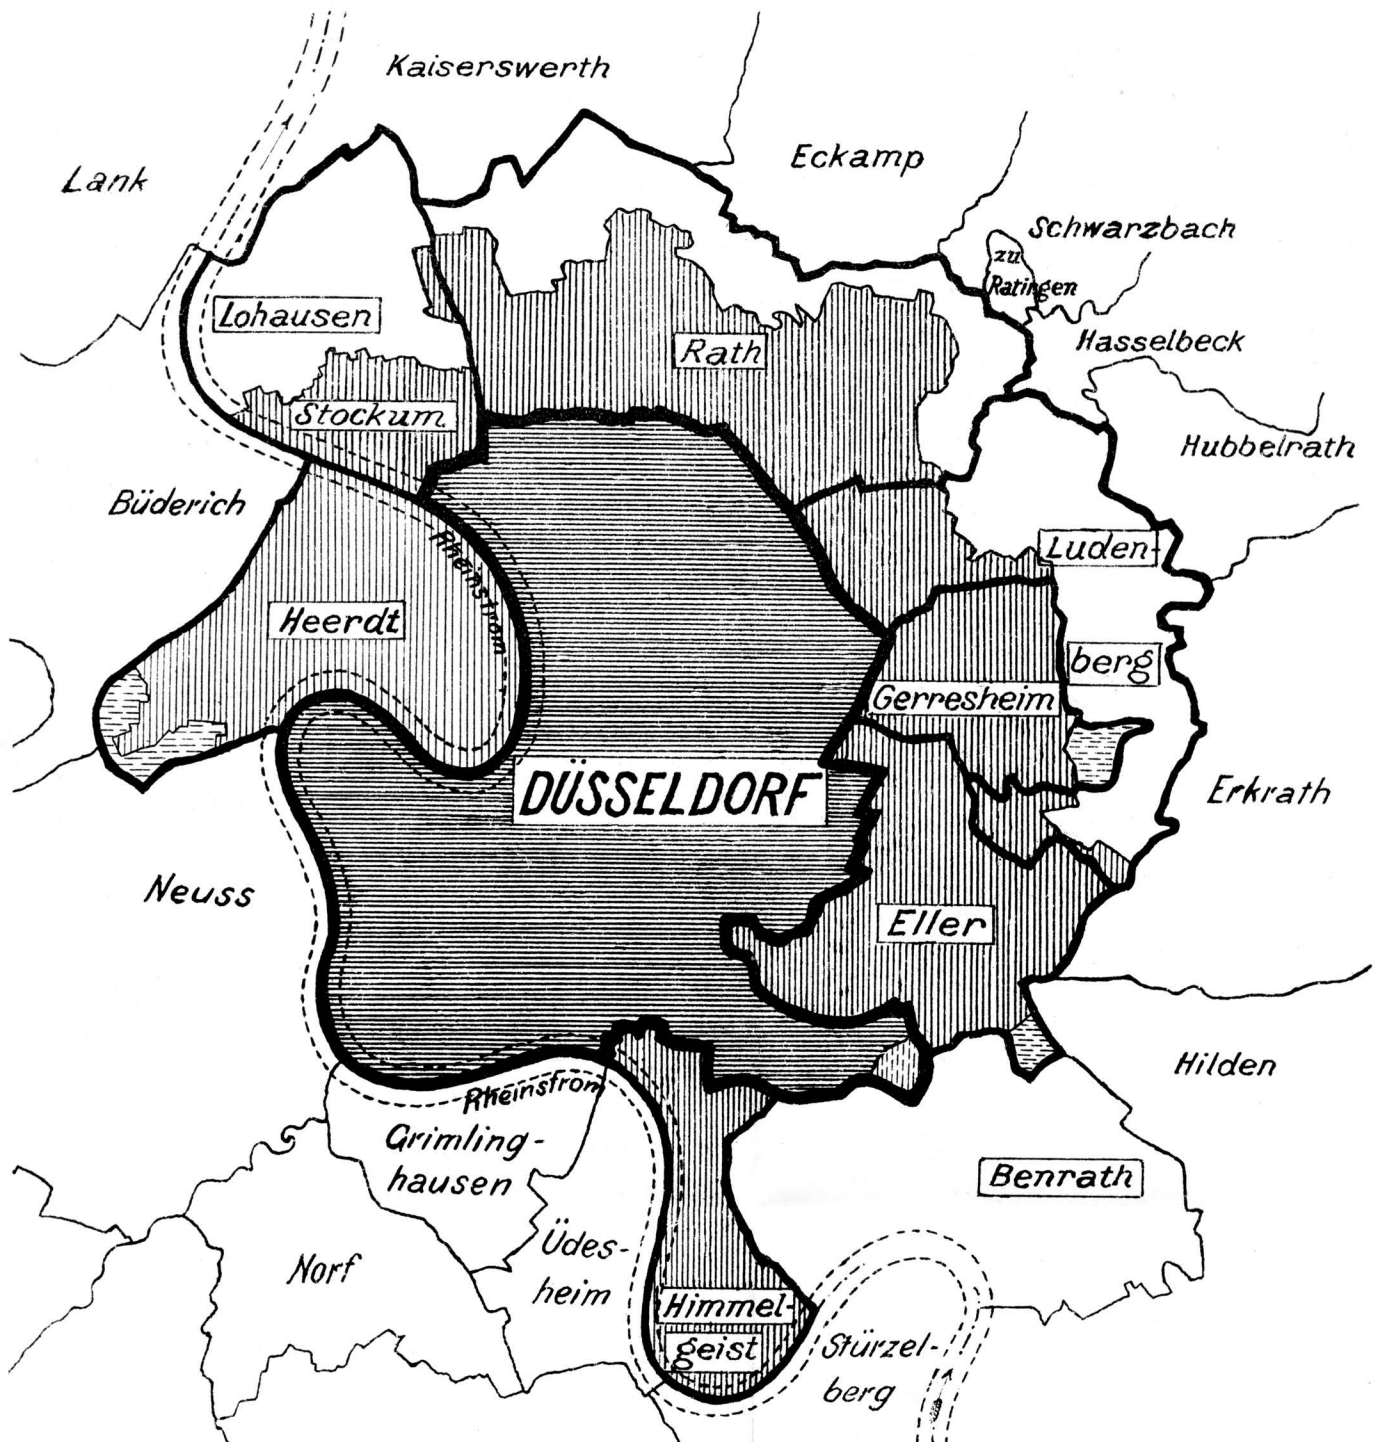 Kaiserswerth
Eckamp
Lank
Schwarzbach
zu
Ratingen
Lohausen
Hasselbeck
Rath
Stockum.
Hubbelrath
Büderich
Rheinstrom
Luden-
berg
Heerdt
Gerresheim
DÜSSELDORF
Erkrath
Neuss
Eller
Hilden
Rheinstrom
Grimling-
hausen
Benrath
Üdes-
heim
Norf
Himmel-
geist
Stürzel-
berg